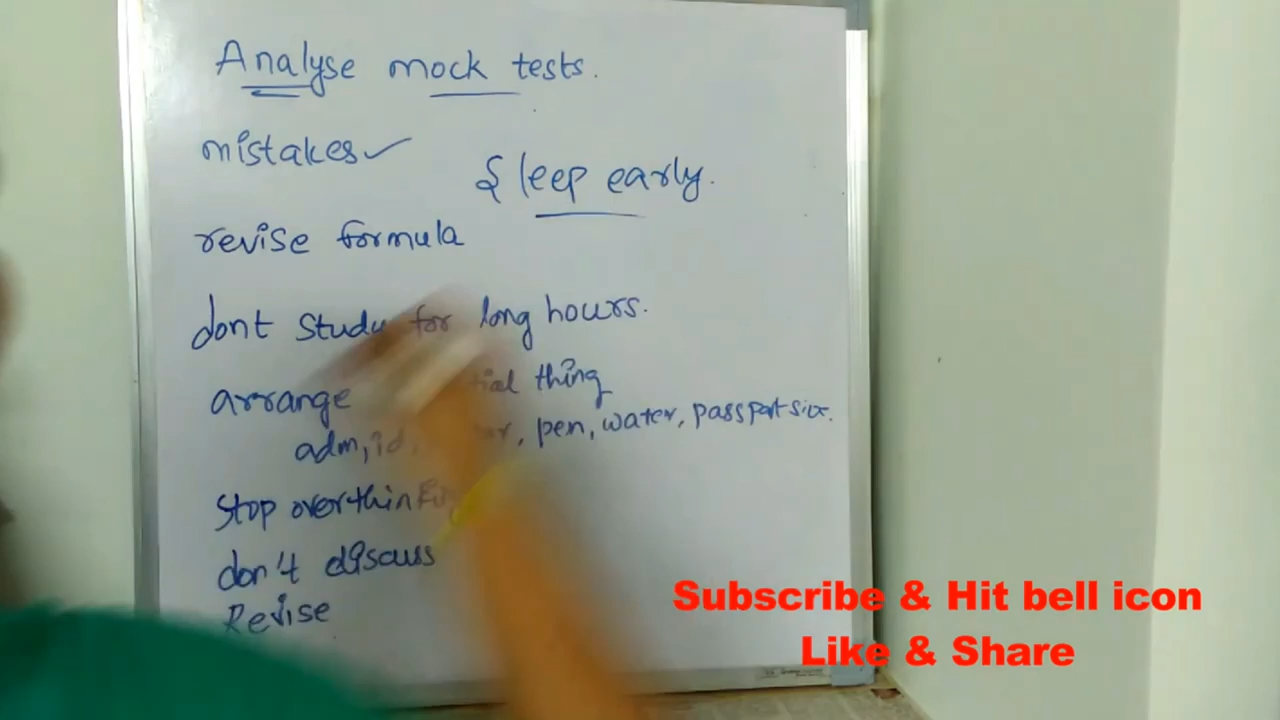 Analyse mock tests.
mistakes✓
Sleep early.
revise formula
dont study for long hours.
arrange thing
adm, id, pen, water, passport size.
stop overthinking
don't discuss
Revise
Subscribe & Hit bell icon
Like & Share